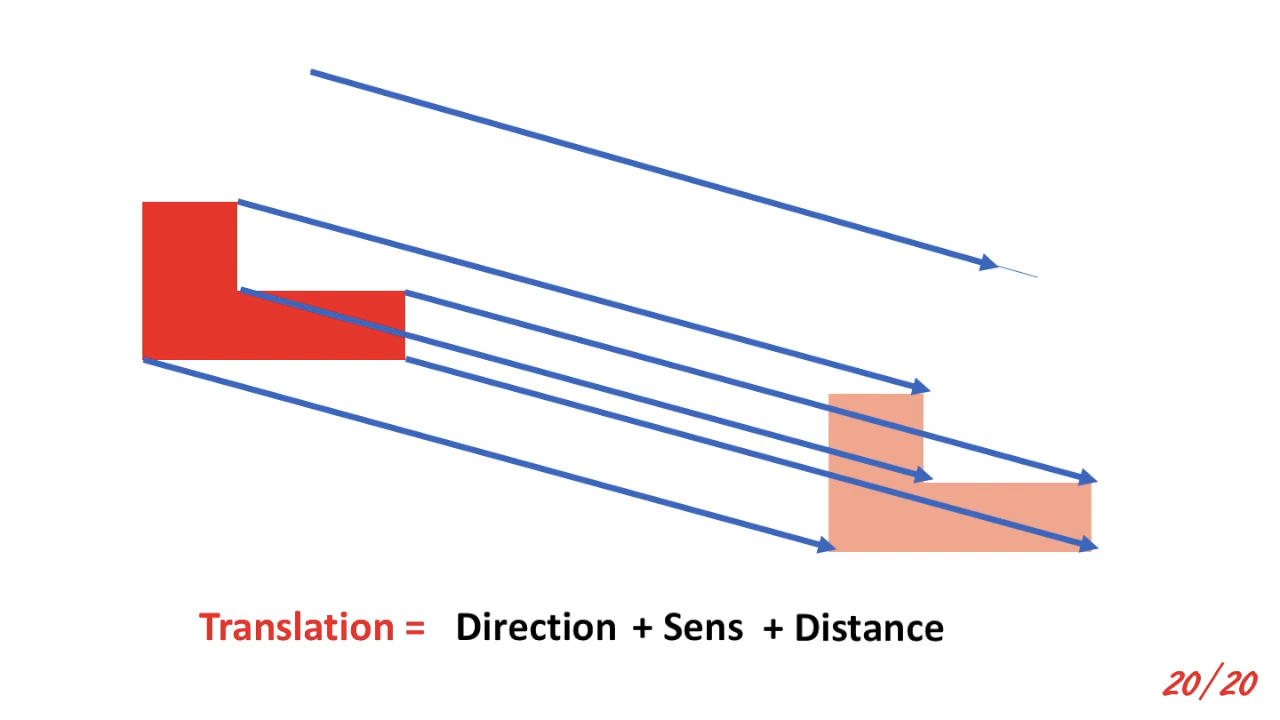 Translation = Direction + Sens + Distance
20/20